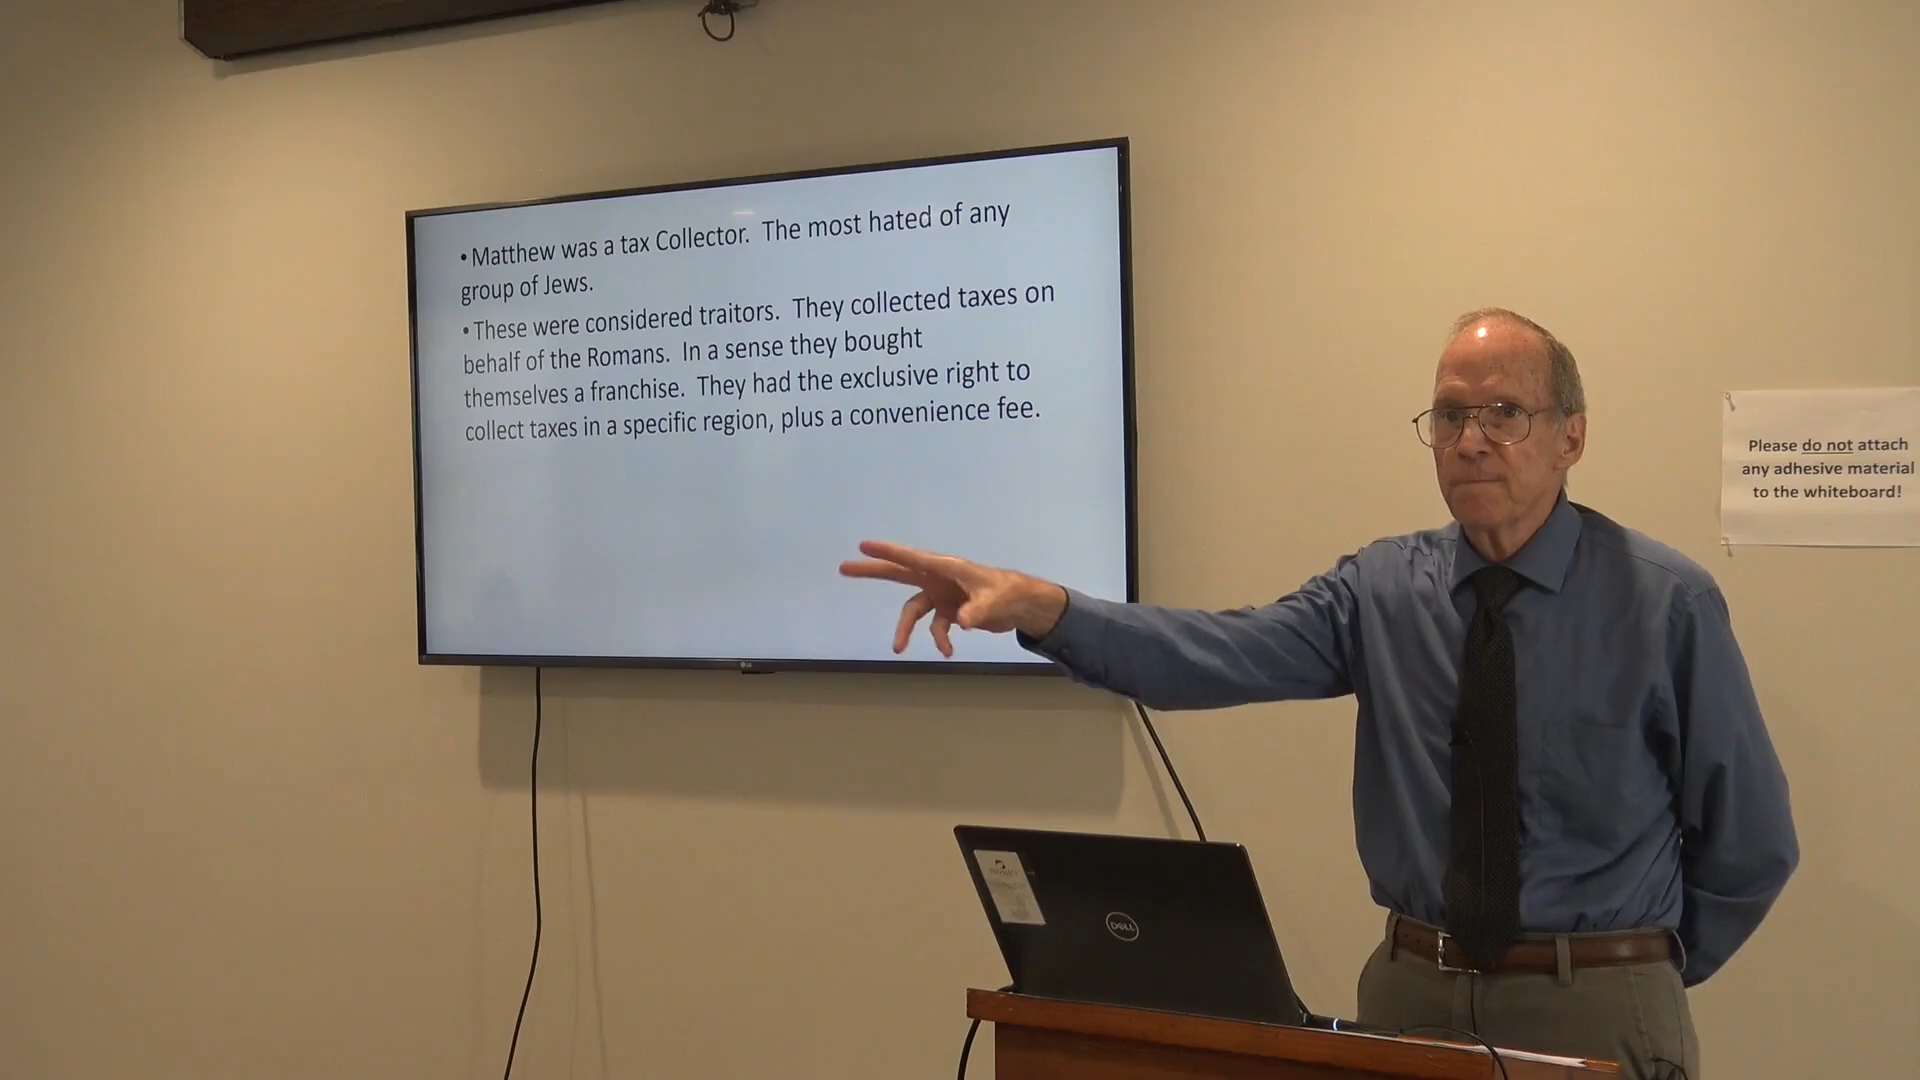 • Matthew was a tax Collector.  The most hated of any
group of Jews.
• These were considered traitors.  They collected taxes on
behalf of the Romans.  In a sense they bought
themselves a franchise.  They had the exclusive right to
collect taxes in a specific region, plus a convenience fee.
Please do not attach
any adhesive material
to the whiteboard!
LG
DELL